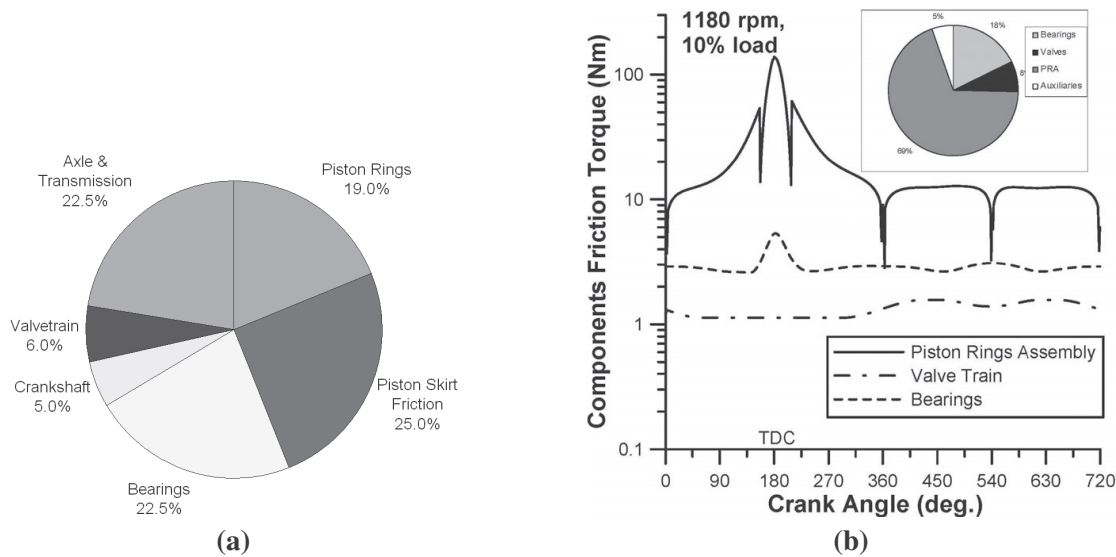 Axle &
Transmission
22.5%
Piston Rings
19.0%
Valvetrain
6.0%
Crankshaft
5.0%
Piston Skirt
Friction
25.0%
Bearings
22.5%
(a)
1180 rpm,
10% load
5%
18%
8%
69%
Bearings
Valves
PRA
Auxiliaries
Components Friction Torque (Nm)
100
10
1
0.1
Piston Rings Assembly
Valve Train
Bearings
TDC
0 90 180 270 360 450 540 630 720
Crank Angle (deg.)
(b)